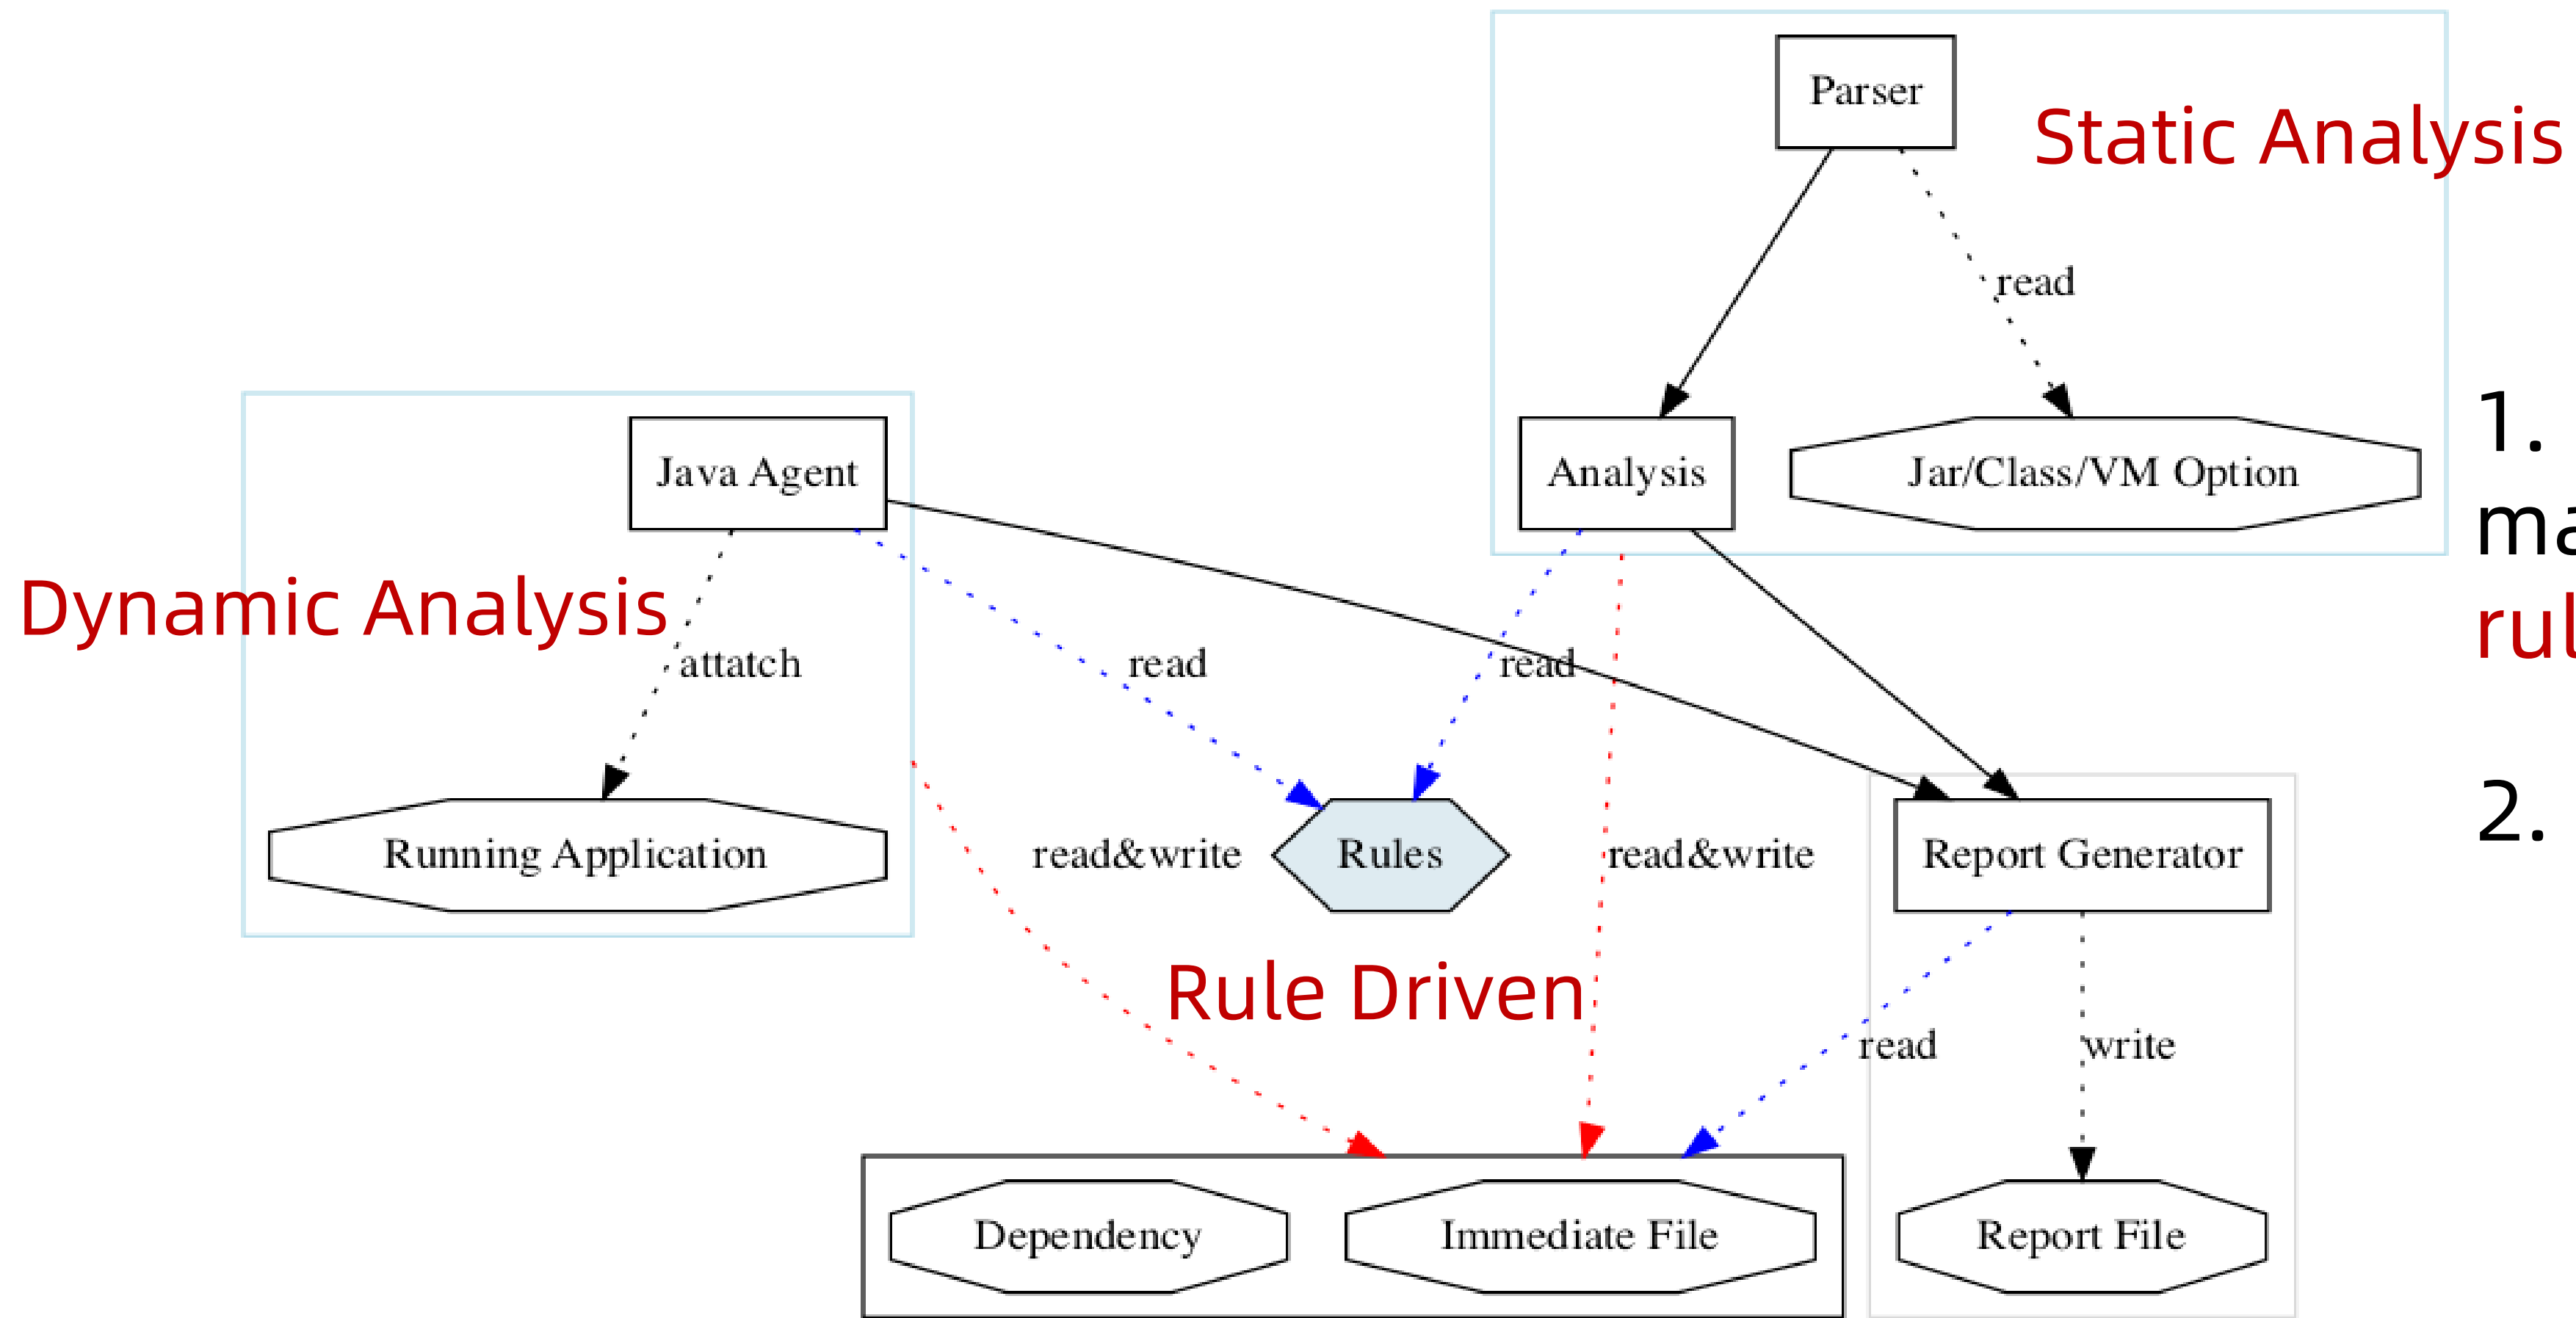 Parser
Static Analysis
read
Java Agent
Analysis
Jar/Class/VM Option
1.
Dynamic Analysis
attatch
read
read
Running Application
read&write
Rules
read&write
Report Generator
2.
Rule Driven
read
write
Dependency
Immediate File
Report File